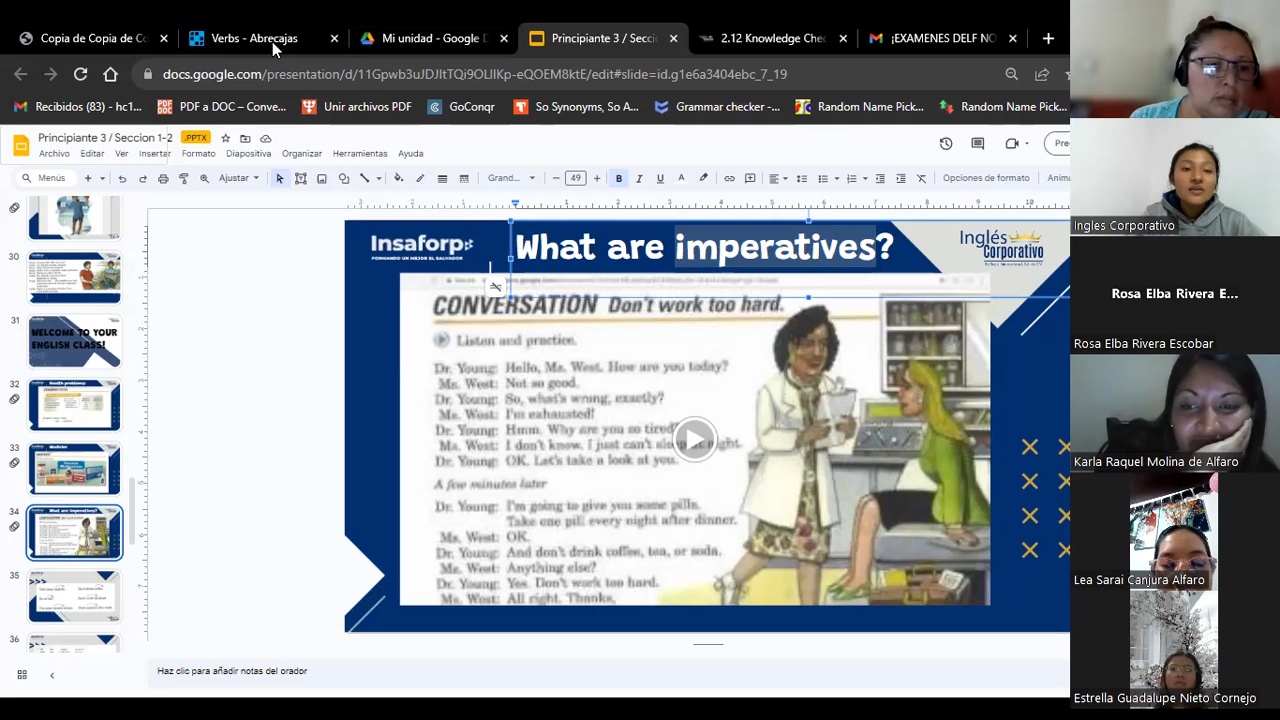 Copia de Copia de Co
Verbs - Abrecajas
Mi unidad - Google D
Principiante 3 / Secci
2.12 Knowledge Chec
¡EXAMENES DELF NO
docs.google.com/presentation/d/11Gpwb3uJDJItTQi9OLIlKp-eQOEM8ktE/edit#slide=id.g1e6a3404ebc_7_19
Recibidos (83) - hc1...
PDF a DOC – Conve...
Unir archivos PDF
GoConqr
So Synonyms, So A...
Grammar checker -...
Random Name Pick...
Random Name Pick...
Principiante 3 / Seccion 1-2
.PPTX
Archivo Editar Ver Insertar Formato Diapositiva Organizar Herramientas Ayuda
Menús
Ajustar
Grand...
49
Opciones de formato
30
31
WELCOME TO YOUR
ENGLISH CLASS!
32
33
34
35
36
Insaforp
FORMANDO UN MEJOR EL SALVADOR
What are imperatives?
Inglés
Corporativo
CONVERSATION Don't work too hard.
Listen and practice.
Dr. Young: Hello, Ms. West. How are you today?
Ms. West: Not so good.
Dr. Young: So, what's wrong, exactly?
Ms. West: I'm exhausted!
Dr. Young: Hmm. Why are you so tired
Ms. West: I don't know. I just can't sleep at night.
Dr. Young: OK. Let's take a look at you.
A few minutes later
Dr. Young: I'm going to give you some pills.
Take one pill every night after dinner.
Ms. West: OK.
Dr. Young: And don't drink coffee, tea, or soda.
Ms. West: Anything else?
Dr. Young: Yes. Don't work too hard.
Ms. West: All right. Thanks.
Haz clic para añadir notas del orador
Ingles Corporativo
Rosa Elba Rivera E...
Rosa Elba Rivera Escobar
Karla Raquel Molina de Alfaro
Lea Sarai Canjura Alfaro
Estrella Guadalupe Nieto Cornejo